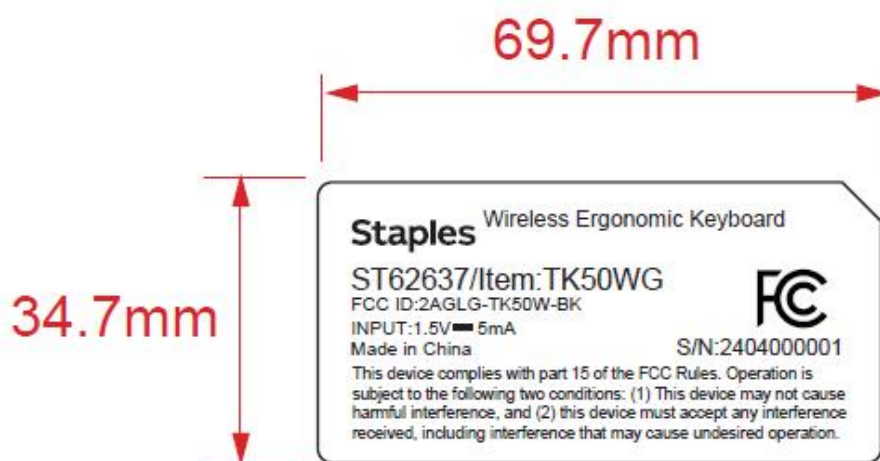 69.7mm
34.7mm
Staples Wireless Ergonomic Keyboard
ST62637/Item:TK50WG
FCC ID:2AGLG-TK50W-BK
INPUT:1.5V⎓5mA
Made in China
FC
S/N:2404000001
This device complies with part 15 of the FCC Rules. Operation is
subject to the following two conditions: (1) This device may not cause
harmful interference, and (2) this device must accept any interference
received, including interference that may cause undesired operation.